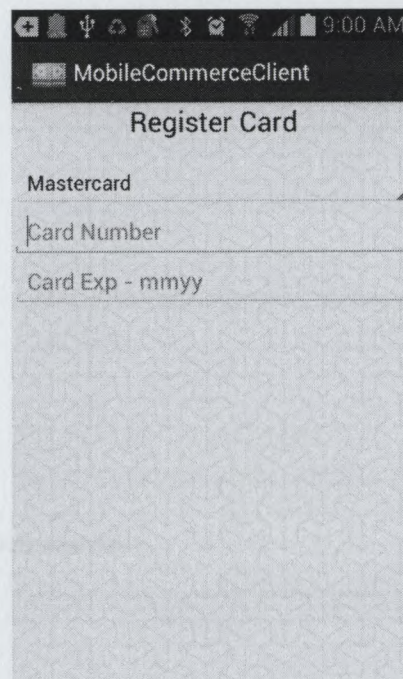 9:00 AM
MobileCommerceClient
Register Card
Mastercard
Card Number
Card Exp - mmyy